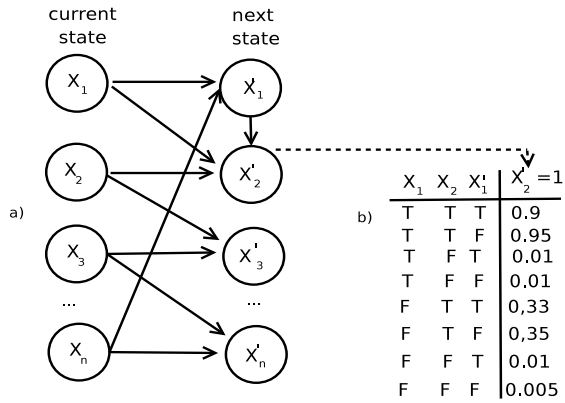 current state
next state
X1
X'1
X2
X'2
a)
X3
X'3
...
...
Xn
X'n
b)
X1 X2 X'1 X'2 =1
T T T 0.9
T T F 0.95
T F T 0.01
T F F 0.01
F T T 0,33
F T F 0,35
F F T 0.01
F F F 0.005